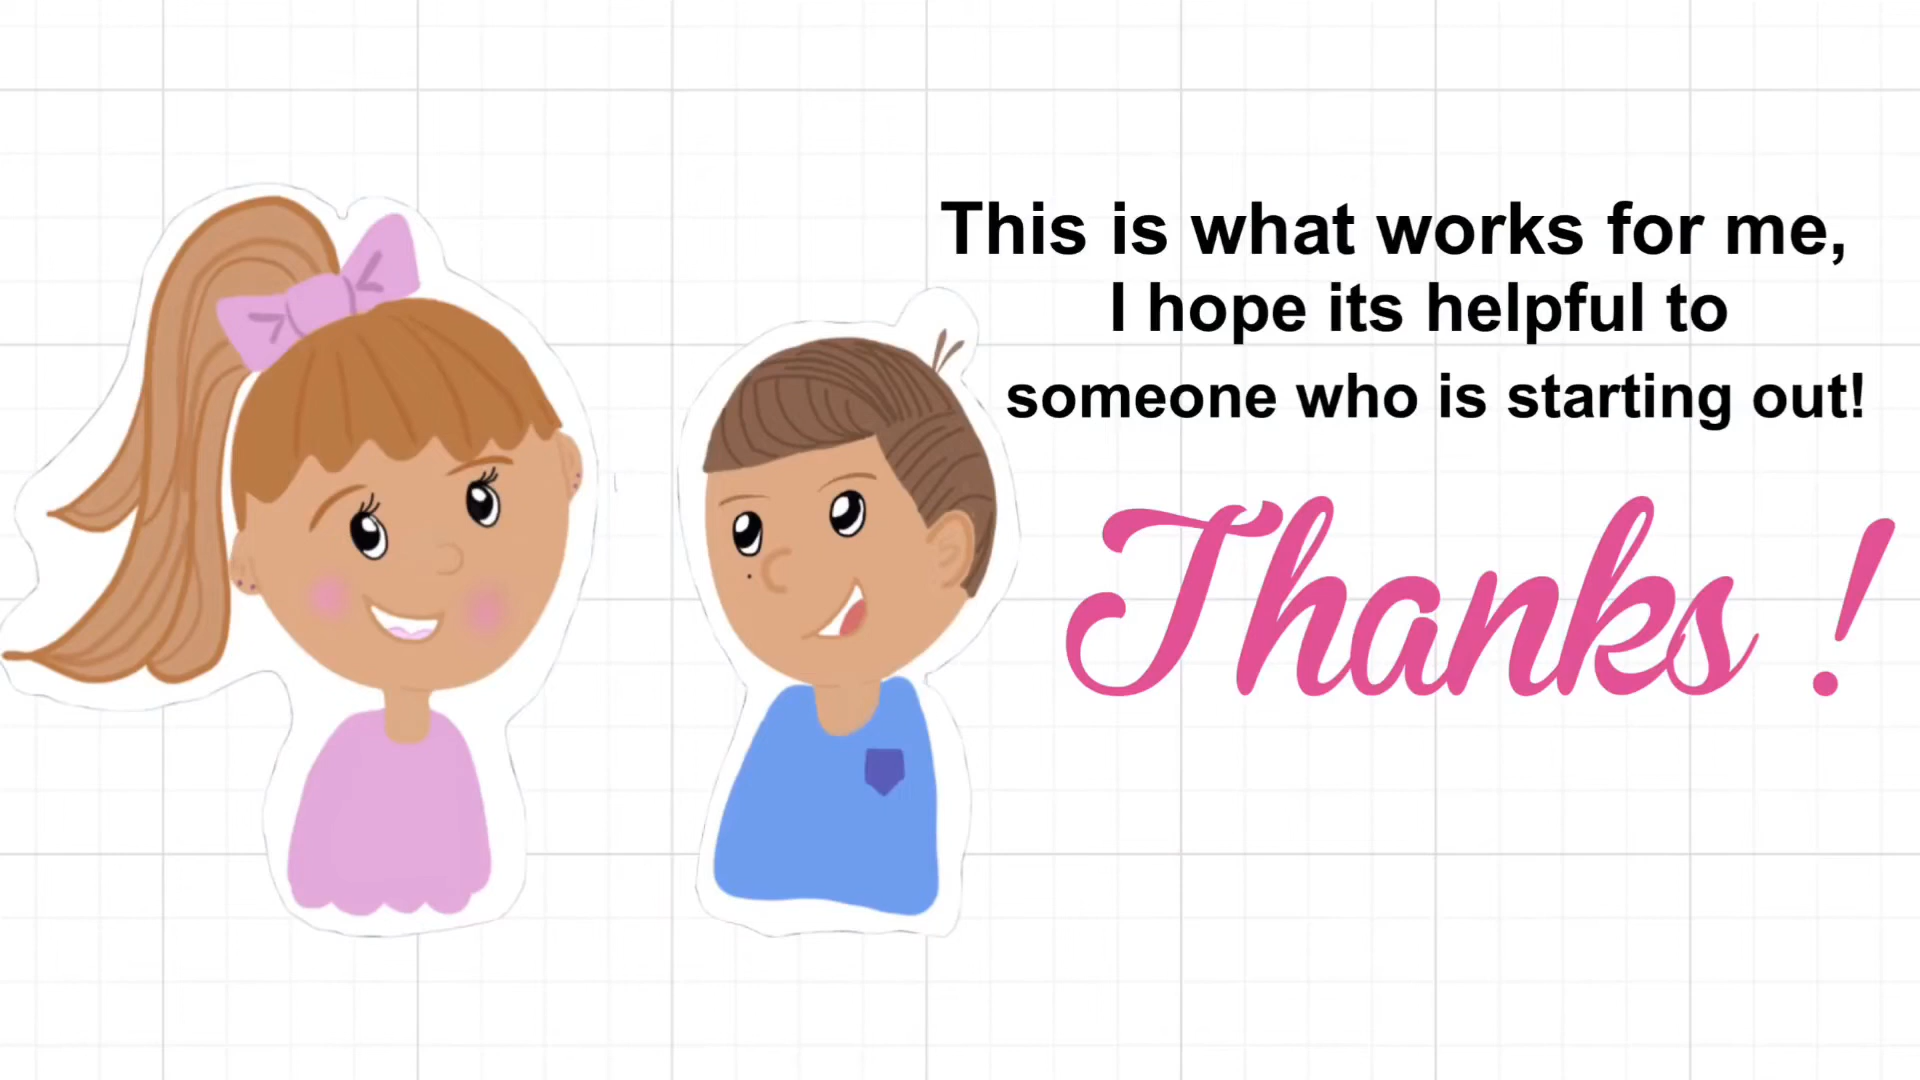 This is what works for me,
I hope its helpful to
someone who is starting out!
Thanks !